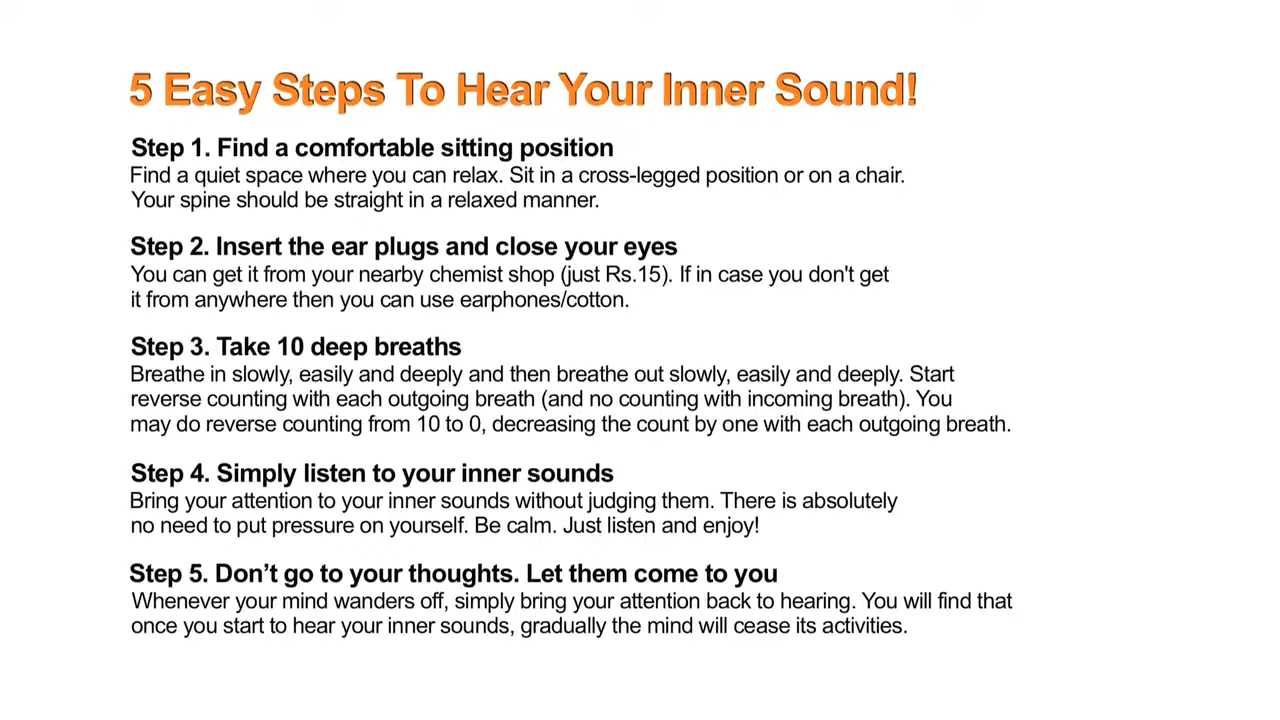 5 Easy Steps To Hear Your Inner Sound!
Step 1. Find a comfortable sitting position
Find a quiet space where you can relax. Sit in a cross-legged position or on a chair.
Your spine should be straight in a relaxed manner.
Step 2. Insert the ear plugs and close your eyes
You can get it from your nearby chemist shop (just Rs.15). If in case you don't get
it from anywhere then you can use earphones/cotton.
Step 3. Take 10 deep breaths
Breathe in slowly, easily and deeply and then breathe out slowly, easily and deeply. Start
reverse counting with each outgoing breath (and no counting with incoming breath). You
may do reverse counting from 10 to 0, decreasing the count by one with each outgoing breath.
Step 4. Simply listen to your inner sounds
Bring your attention to your inner sounds without judging them. There is absolutely
no need to put pressure on yourself. Be calm. Just listen and enjoy!
Step 5. Don’t go to your thoughts. Let them come to you
Whenever your mind wanders off, simply bring your attention back to hearing. You will find that
once you start to hear your inner sounds, gradually the mind will cease its activities.